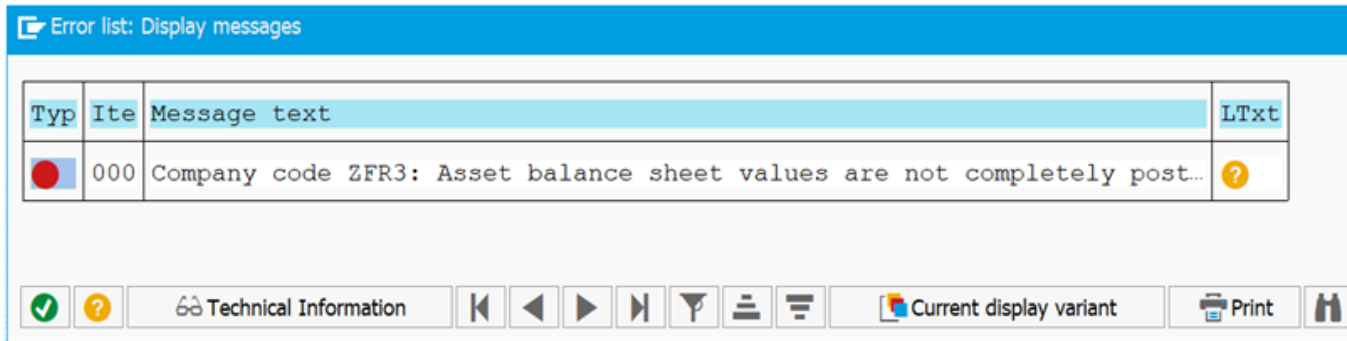 Error list: Display messages
Typ Ite Message text LTxt
000 Company code ZFR3: Asset balance sheet values are not completely post… ?
? Technical Information Current display variant Print